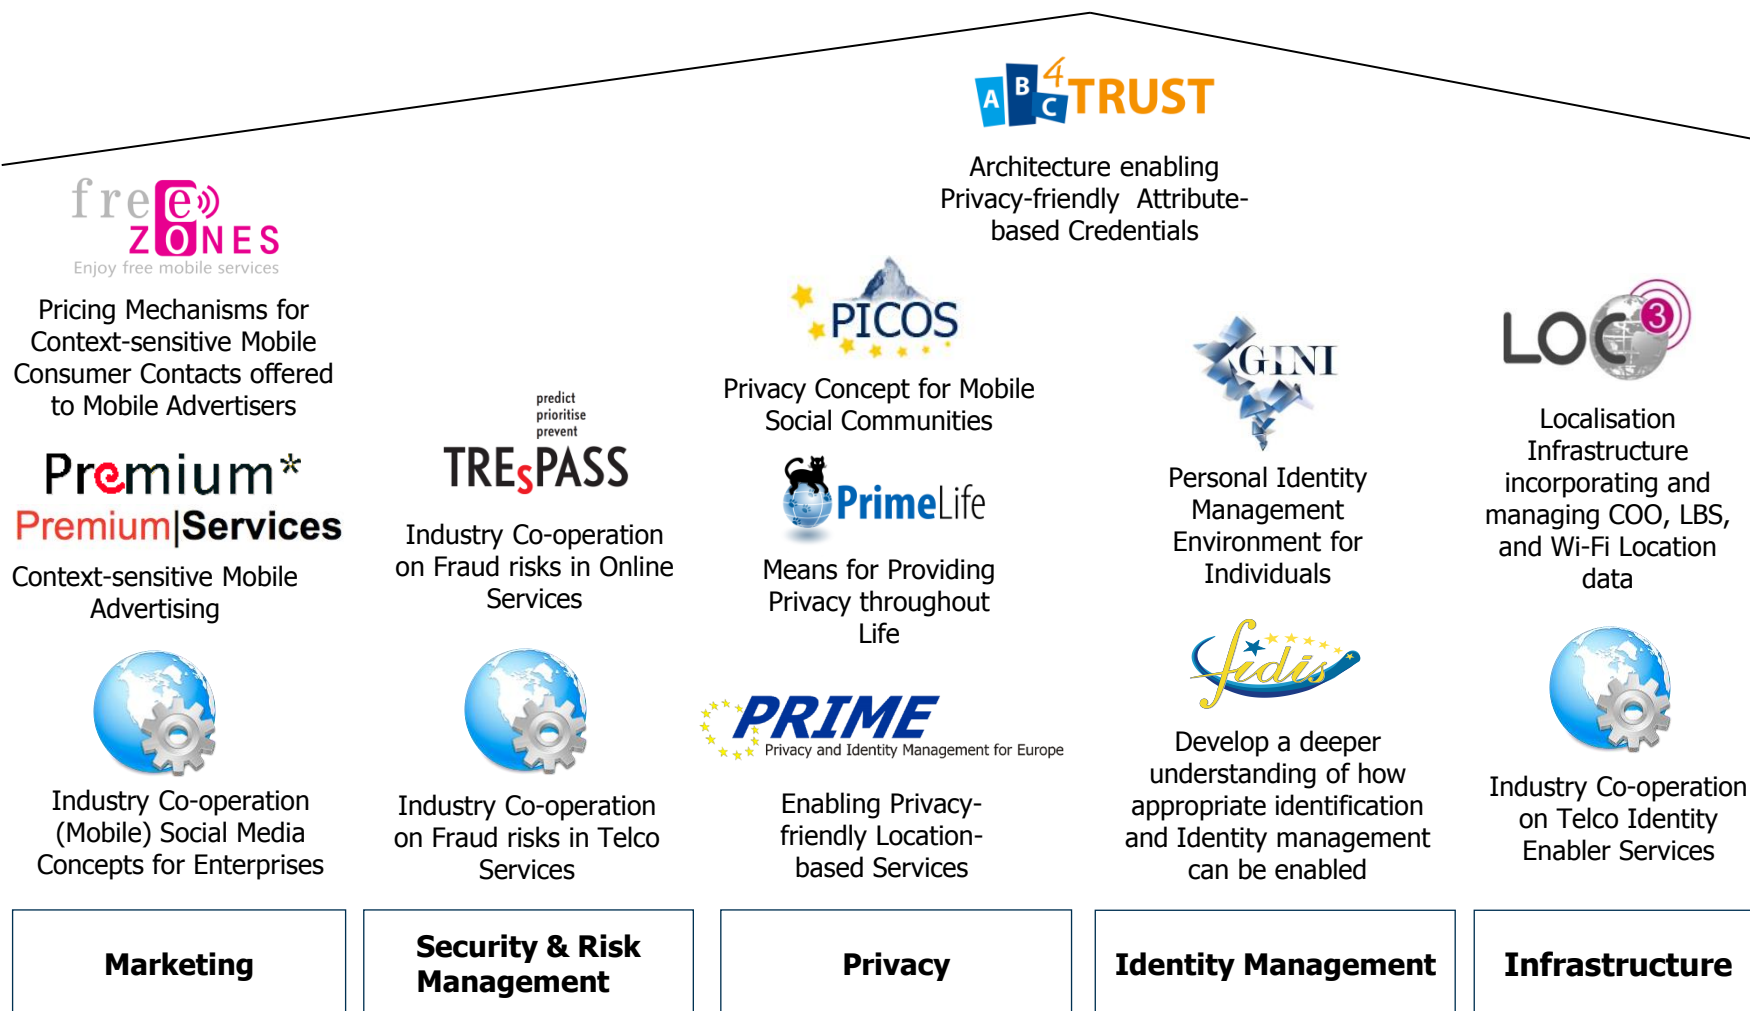 A B C 4 TRUST
Architecture enabling
Privacy-friendly Attribute-
based Credentials
free))
ZONES
Enjoy free mobile services
Pricing Mechanisms for
Context-sensitive Mobile
Consumer Contacts offered
to Mobile Advertisers
Premium*
Premium|Services
Context-sensitive Mobile
Advertising
Industry Co-operation
(Mobile) Social Media
Concepts for Enterprises
Marketing
predict
prioritise
prevent
TREsPASS
Industry Co-operation
on Fraud risks in Online
Services
Industry Co-operation
on Fraud risks in Telco
Services
Security & Risk
Management
PICOS
Privacy Concept for Mobile
Social Communities
PrimeLife
Means for Providing
Privacy throughout
Life
PRIME
Privacy and Identity Management for Europe
Enabling Privacy-
friendly Location-
based Services
Privacy
GINI
Personal Identity
Management
Environment for
Individuals
fidis
Develop a deeper
understanding of how
appropriate identification
and Identity management
can be enabled
Identity Management
LOC3
Localisation
Infrastructure
incorporating and
managing COO, LBS,
and Wi-Fi Location
data
Industry Co-operation
on Telco Identity
Enabler Services
Infrastructure